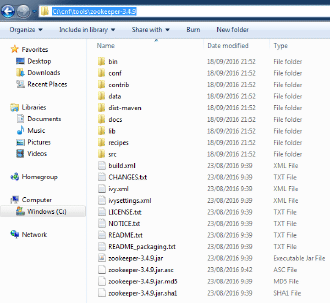 C:\cnf\tools\zookeeper-3.4.9
Organize Include in library Share with Burn New folder
Name Date modified Type
Favorites
Desktop
Downloads
Recent Places
Libraries
Documents
Music
Pictures
Videos
Homegroup
Computer
Windows (C:)
Network
bin 18/09/2016 21:52 File folder
conf 18/09/2016 21:52 File folder
contrib 18/09/2016 21:52 File folder
data 18/09/2016 21:52 File folder
dist-maven 18/09/2016 21:52 File folder
docs 18/09/2016 21:52 File folder
lib 18/09/2016 21:52 File folder
recipes 18/09/2016 21:52 File folder
src 18/09/2016 21:52 File folder
build.xml 23/08/2016 9:39 XML File
CHANGES.txt 23/08/2016 9:39 TXT File
ivy.xml 23/08/2016 9:39 XML File
ivysettings.xml 23/08/2016 9:39 XML File
LICENSE.txt 23/08/2016 9:39 TXT File
NOTICE.txt 23/08/2016 9:39 TXT File
README.txt 23/08/2016 9:39 TXT File
README_packaging.txt 23/08/2016 9:39 TXT File
zookeeper-3.4.9.jar 23/08/2016 9:39 Executable Jar File
zookeeper-3.4.9.jar.asc 23/08/2016 9:42 ASC File
zookeeper-3.4.9.jar.md5 23/08/2016 9:39 MD5 File
zookeeper-3.4.9.jar.sha1 23/08/2016 9:39 SHA1 File